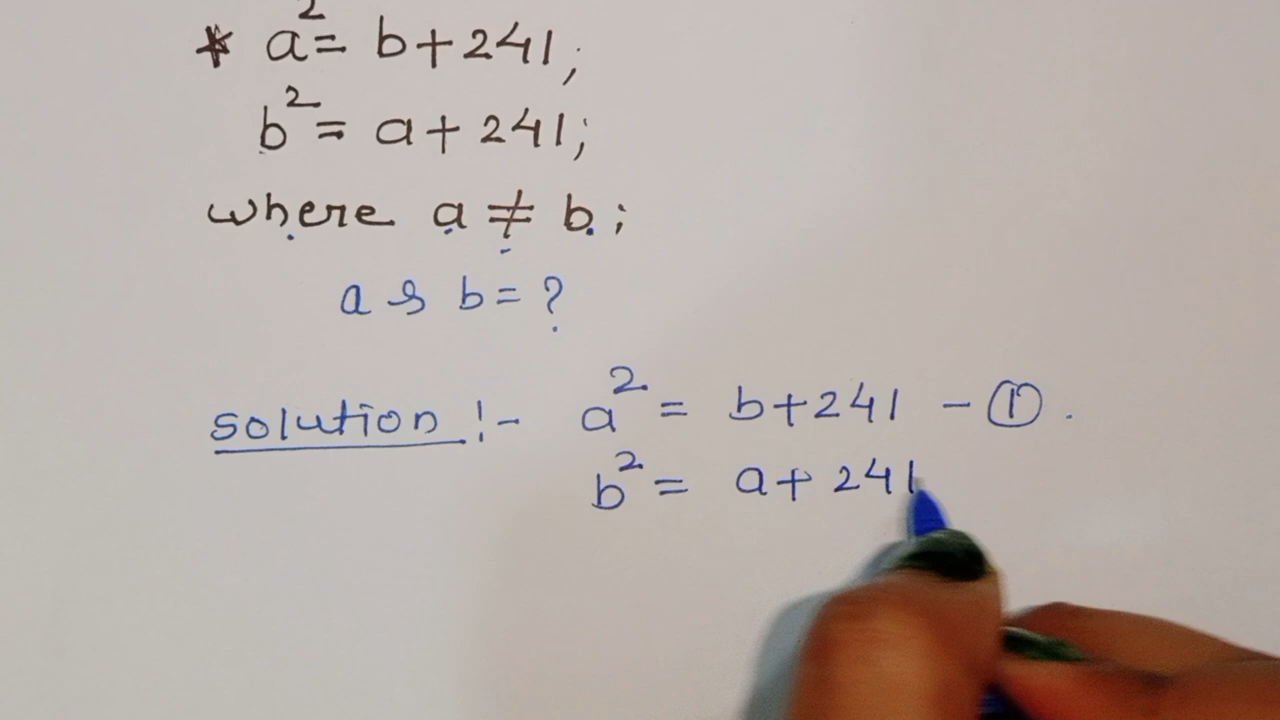 * a² = b+241;
b² = a+241;
where a ≠ b;
a & b = ?
solution :- a² = b+241 - ①.
b² = a+241